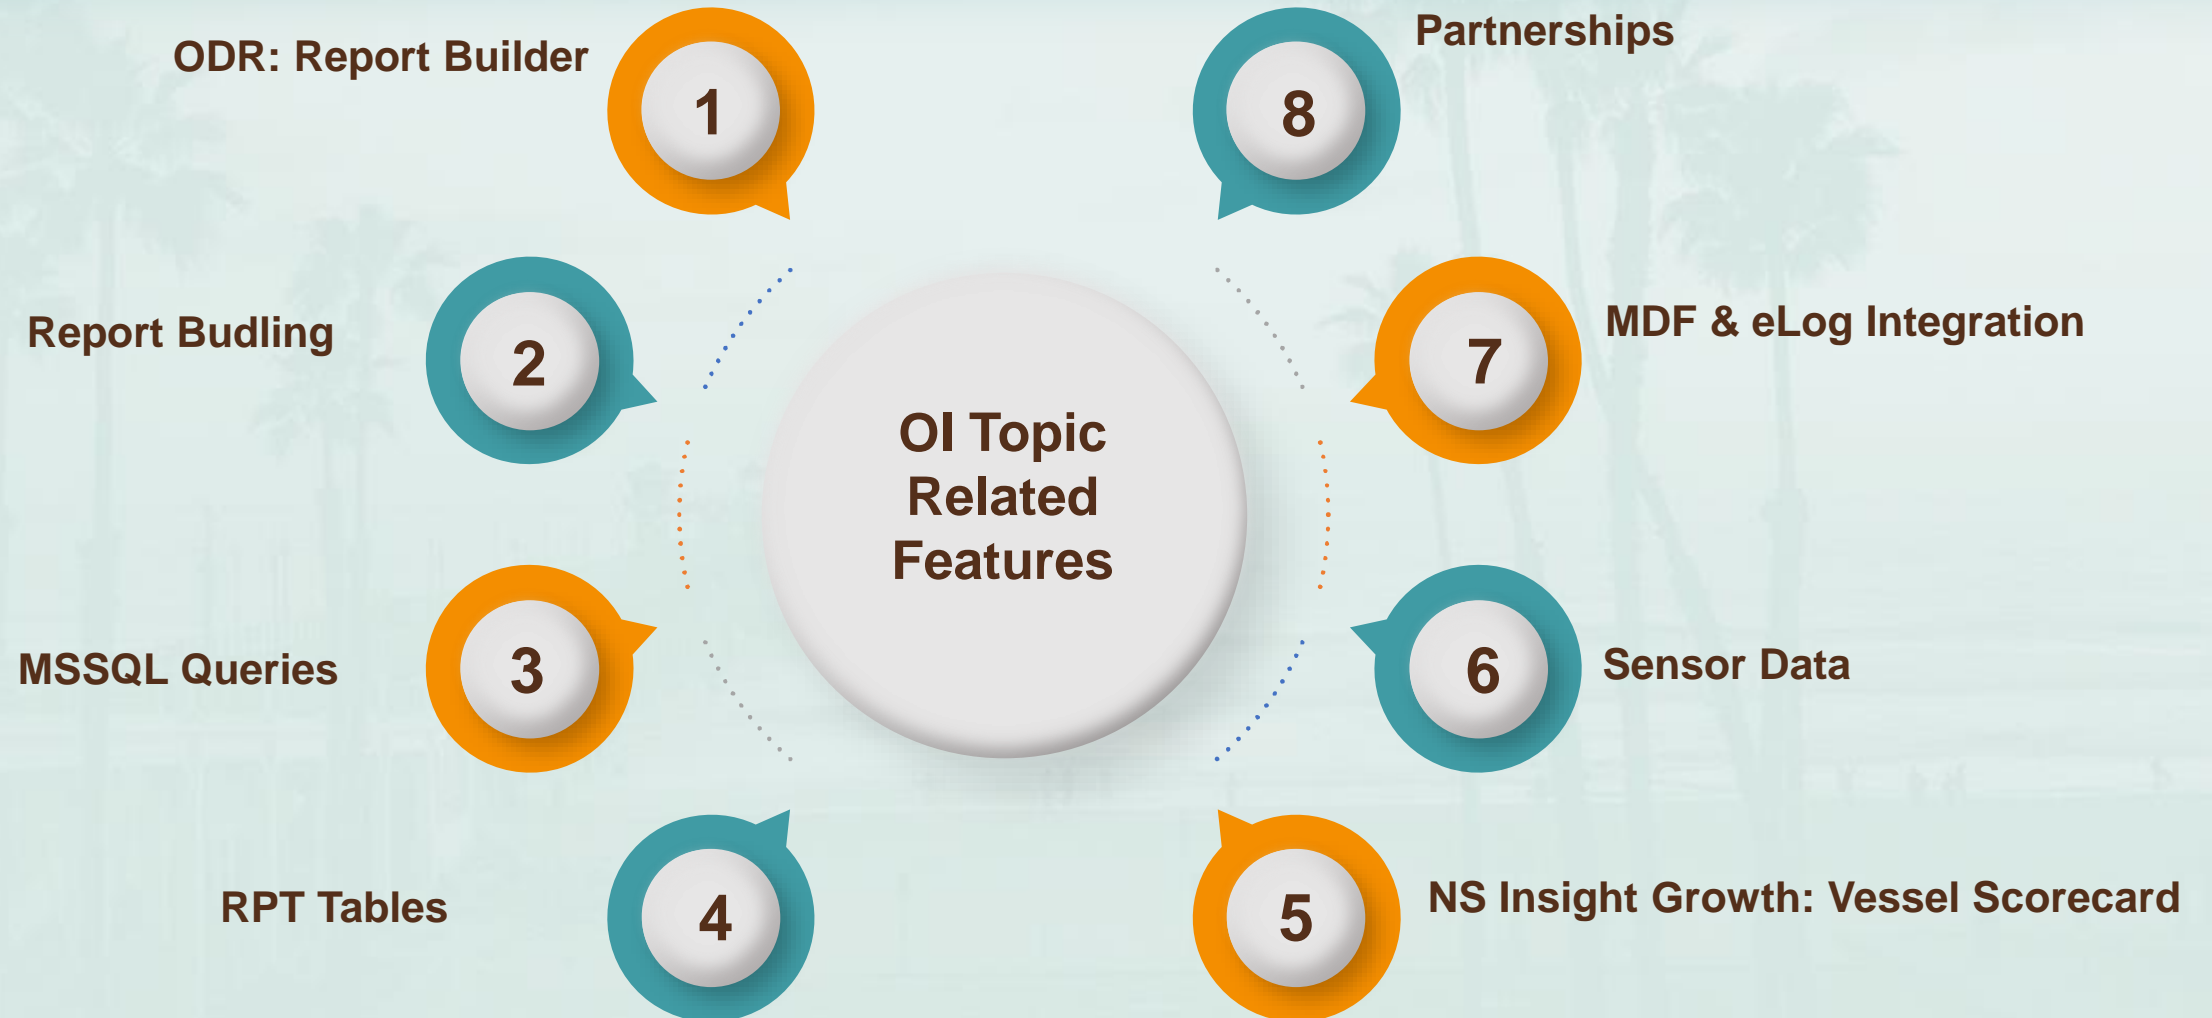 OI Topic
Related
Features
1
ODR: Report Builder
2
Report Budling
3
MSSQL Queries
4
RPT Tables
5
NS Insight Growth: Vessel Scorecard
6
Sensor Data
7
MDF & eLog Integration
8
Partnerships